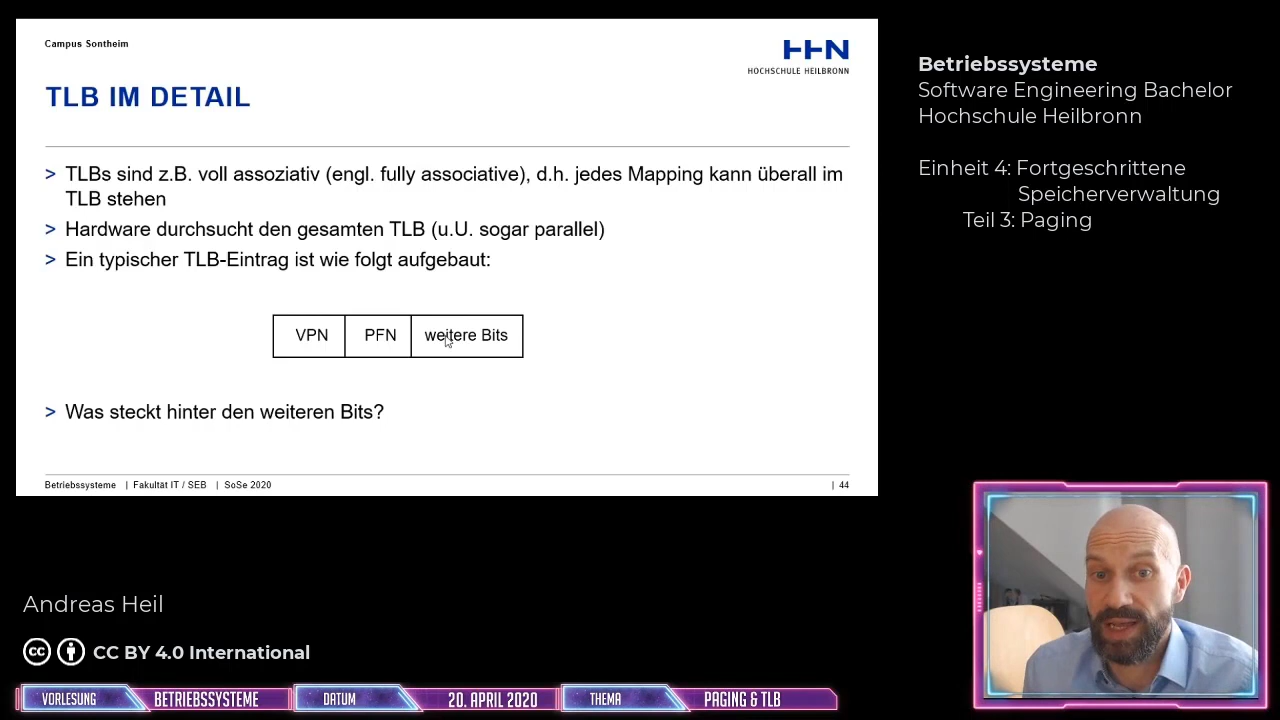 Campus Sontheim
HHN
HOCHSCHULE HEILBRONN
TLB IM DETAIL
> TLBs sind z.B. voll assoziativ (engl. fully associative), d.h. jedes Mapping kann überall im
TLB stehen
> Hardware durchsucht den gesamten TLB (u.U. sogar parallel)
> Ein typischer TLB-Eintrag ist wie folgt aufgebaut:
VPN PFN weitere Bits
> Was steckt hinter den weiteren Bits?
Betriebssysteme | Fakultät IT / SEB | SoSe 2020 | 44
Betriebssysteme
Software Engineering Bachelor
Hochschule Heilbronn
Einheit 4: Fortgeschrittene
Speicherverwaltung
Teil 3: Paging
Andreas Heil
cc CC BY 4.0 International
VORLESUNG BETRIEBSSYSTEME DATUM 20. APRIL 2020 THEMA PAGING & TLB